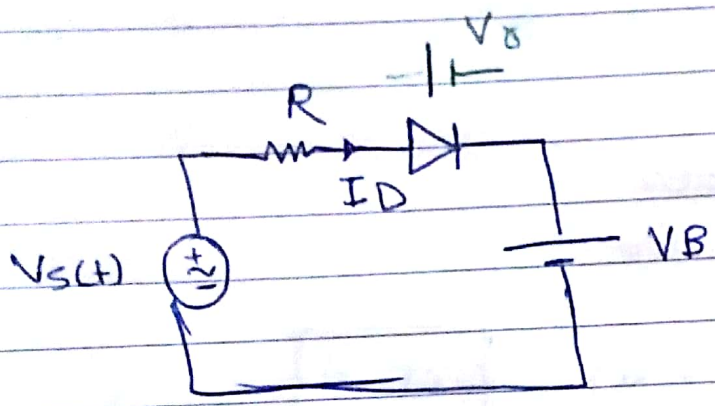 Vγ
R
ID
Vs(t)
+
-
VB